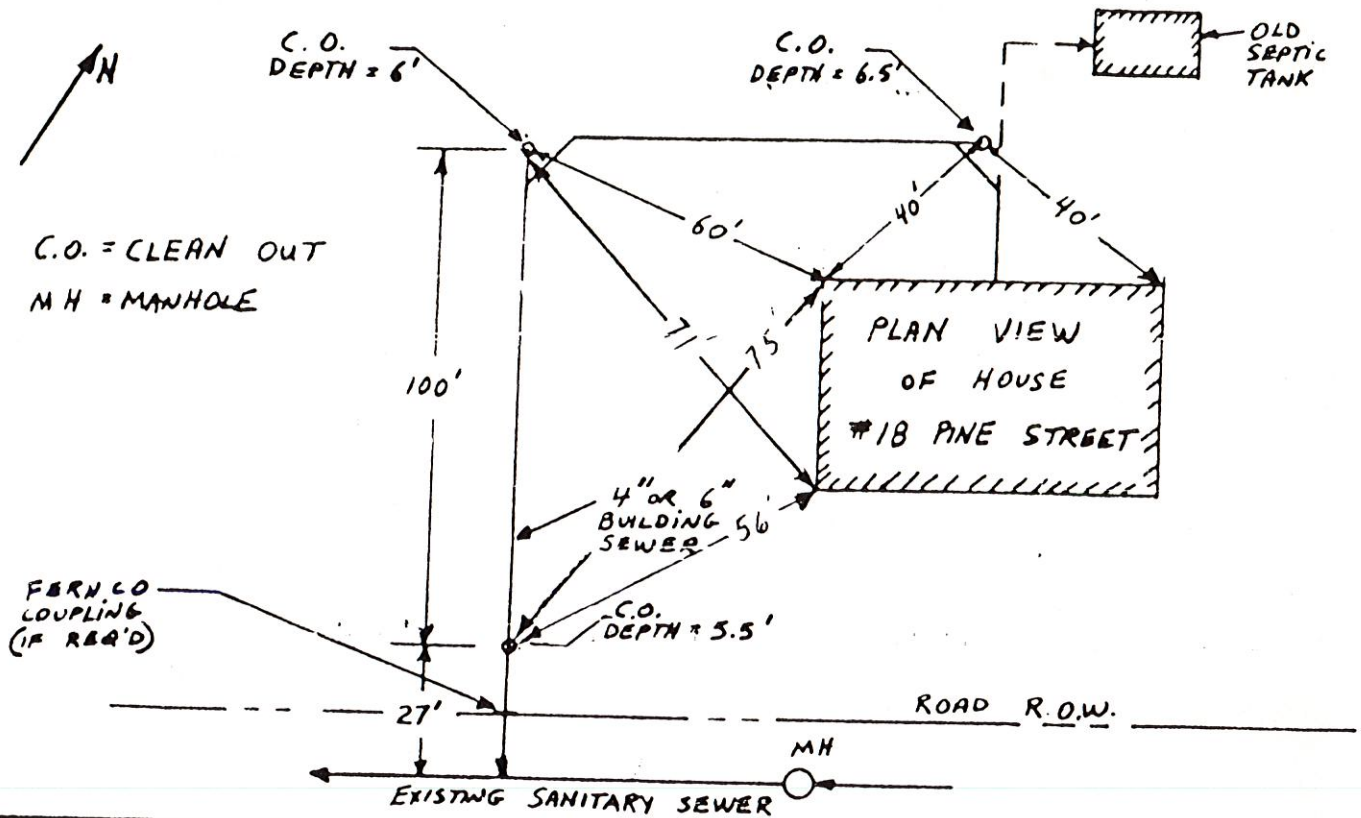 N
C.O.
DEPTH = 6'
C.O.
DEPTH = 6.5'
OLD
SEPTIC
TANK
C.O. = CLEAN OUT
MH = MANHOLE
60'
40'
40'
100'
71'
75'
PLAN VIEW
OF HOUSE
#18 PINE STREET
4" OR 6"
BUILDING
SEWER
56'
FERNCO
COUPLING
(IF REQ'D)
C.O.
DEPTH = 5.5'
27'
ROAD R.O.W.
MH
EXISTING SANITARY SEWER